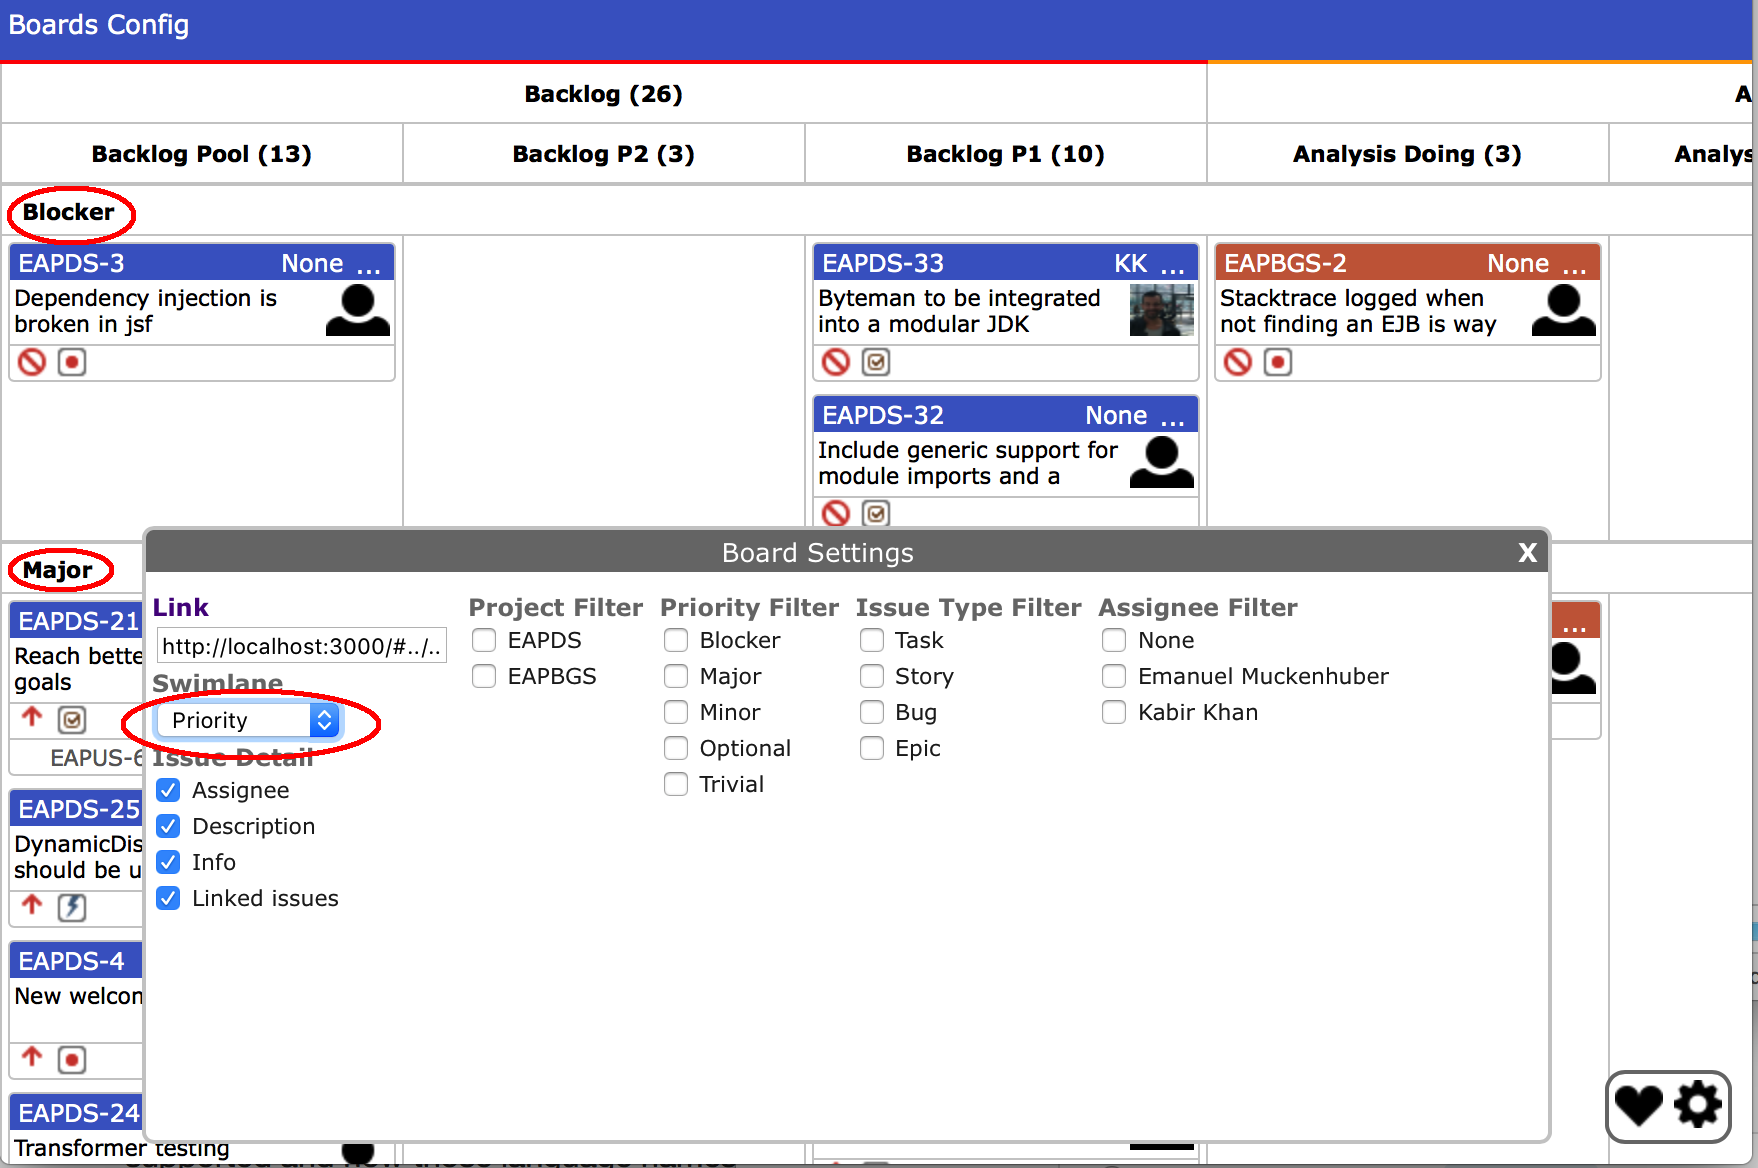 Boards Config
Backlog (26)
A
Backlog Pool (13)
Backlog P2 (3)
Backlog P1 (10)
Analysis Doing (3)
Analys
Blocker
EAPDS-3 None ...
Dependency injection is
broken in jsf
EAPDS-33 KK ...
Byteman to be integrated
into a modular JDK
EAPBGS-2 None ...
Stacktrace logged when
not finding an EJB is way
EAPDS-32 None ...
Include generic support for
module imports and a
Major
EAPDS-21
Reach bette
goals
EAPUS-6
EAPDS-25
DynamicDis
should be u
EAPDS-4
New welcon
EAPDS-24
Transformer testing
...
Board Settings X
Link
http://localhost:3000/#../..
Swimlane
Priority
Issue Detail
Assignee
Description
Info
Linked issues
Project Filter
EAPDS
EAPBGS
Priority Filter
Blocker
Major
Minor
Optional
Trivial
Issue Type Filter
Task
Story
Bug
Epic
Assignee Filter
None
Emanuel Muckenhuber
Kabir Khan